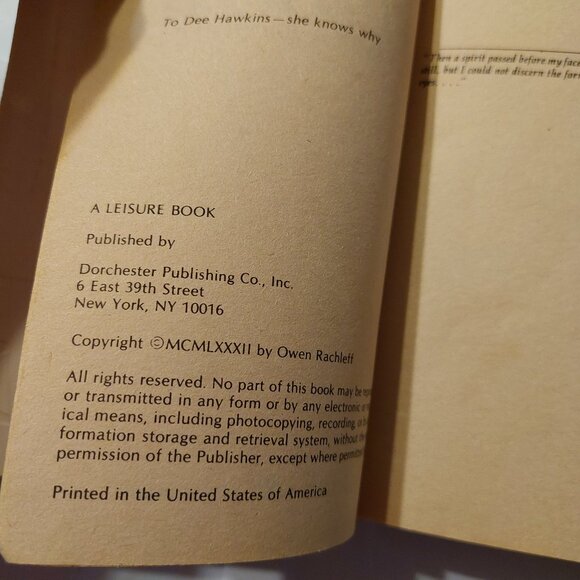 To Dee Hawkins—she knows why
A LEISURE BOOK
Published by
Dorchester Publishing Co., Inc.
6 East 39th Street
New York, NY 10016
Copyright ©MCMLXXXII by Owen Rachleff
All rights reserved. No part of this book may be
or transmitted in any form or by any electronic
ical means, including photocopying, recording,
formation storage and retrieval system, without
permission of the Publisher, except where
Printed in the United States of America
"Then a spirit passed before my face
still, but I could not discern the
eyes. . . ."